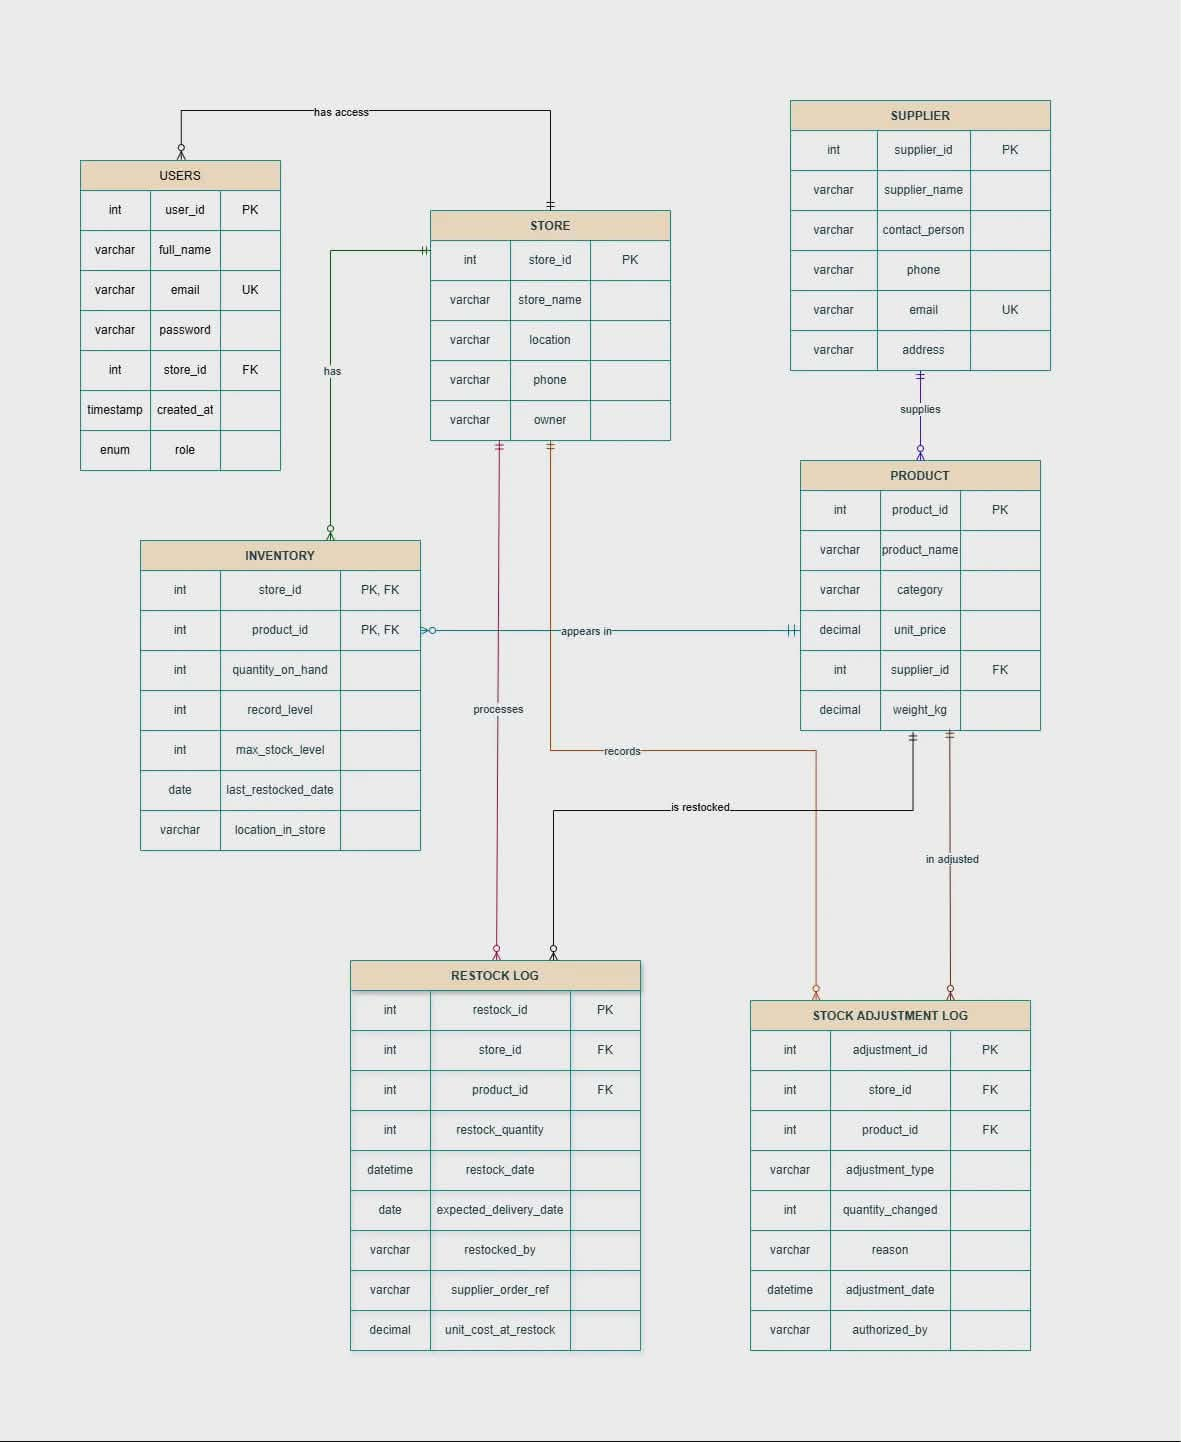 has access
USERS
int user_id PK
varchar full_name
varchar email UK
varchar password
int store_id FK
timestamp created_at
enum role
STORE
int store_id PK
varchar store_name
varchar location
varchar phone
varchar owner
SUPPLIER
int supplier_id PK
varchar supplier_name
varchar contact_person
varchar phone
varchar email UK
varchar address
has
supplies
PRODUCT
int product_id PK
varchar product_name
varchar category
decimal unit_price
int supplier_id FK
decimal weight_kg
INVENTORY
int store_id PK, FK
int product_id PK, FK
int quantity_on_hand
int record_level
int max_stock_level
date last_restocked_date
varchar location_in_store
appears in
processes
records
is restocked
in adjusted
RESTOCK LOG
int restock_id PK
int store_id FK
int product_id FK
int restock_quantity
datetime restock_date
date expected_delivery_date
varchar restocked_by
varchar supplier_order_ref
decimal unit_cost_at_restock
STOCK ADJUSTMENT LOG
int adjustment_id PK
int store_id FK
int product_id FK
varchar adjustment_type
int quantity_changed
varchar reason
datetime adjustment_date
varchar authorized_by